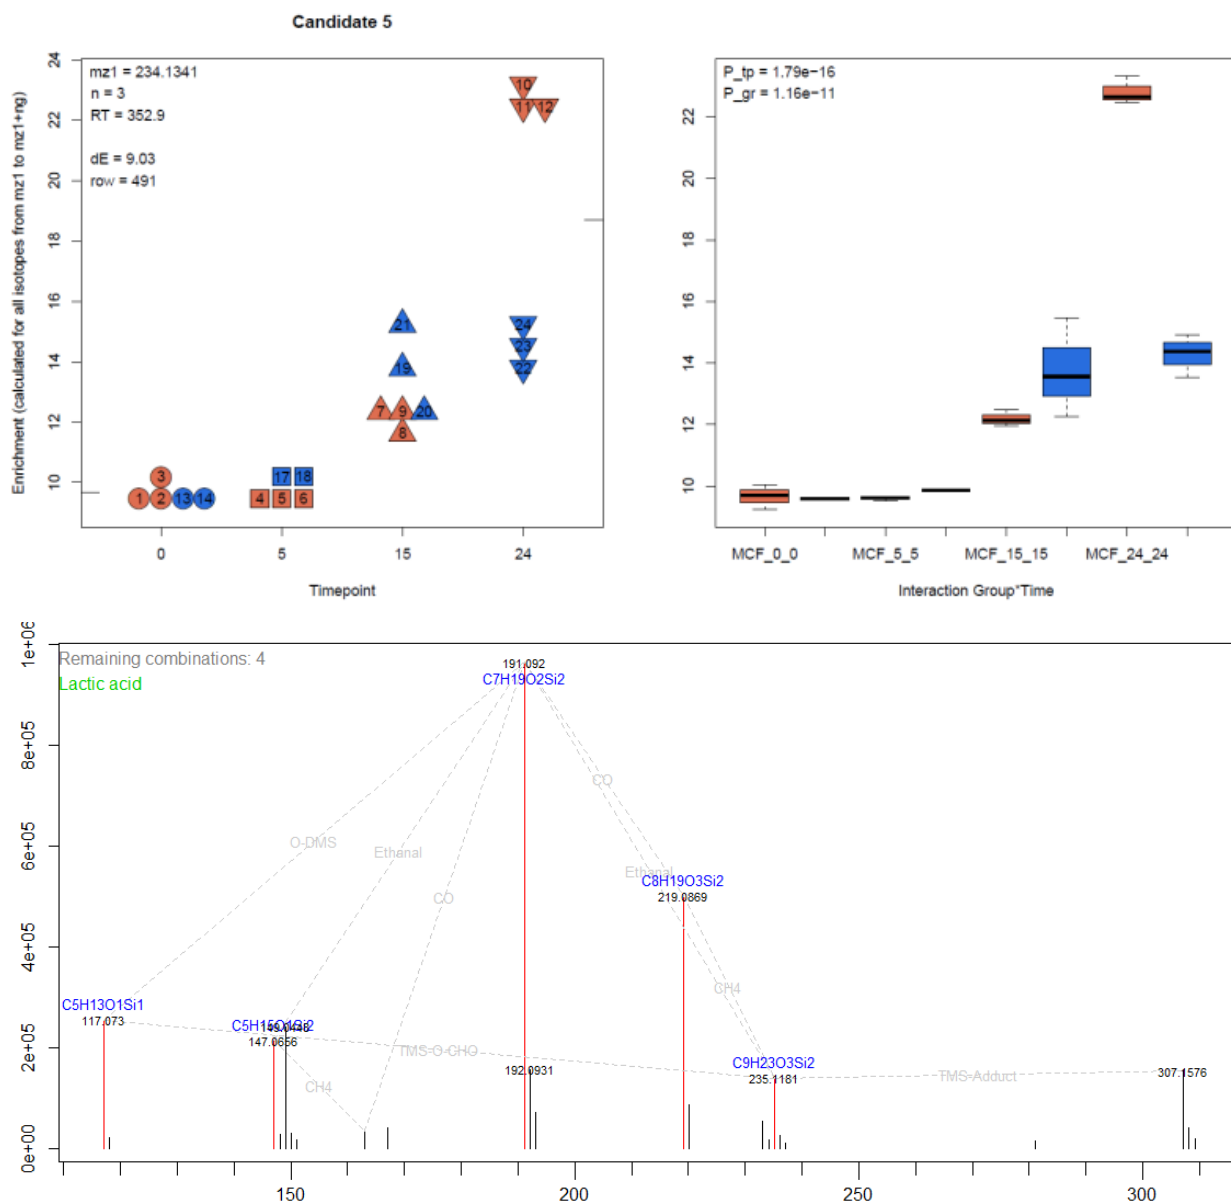 Candidate 5
Enrichment (calculated for all isotopes from mz1 to mz1+ng)
24
22
20
18
16
14
12
10
mz1 = 234.1341
n = 3
RT = 352.9
dE = 9.03
row = 491
10
11
12
21
24
23
19
22
7
9
20
8
3
17
18
1
2
13
14
4
5
6
0
5
15
24
Timepoint
P_tp = 1.79e−16
P_gr = 1.16e−11
22
20
18
16
14
12
10
MCF_0_0
MCF_5_5
MCF_15_15
MCF_24_24
Interaction Group*Time
1e+06
8e+05
6e+05
4e+05
2e+05
0e+00
Remaining combinations: 4
Lactic acid
191.092
C7H19O2Si2
CO
O-DMS
Ethanal
Ethanal
C8H19O3Si2
219.0869
CO
CH4
C5H13O1Si1
117.073
C5H15O1Si2
147.0656
TMS-O-CHO
192.0931
C9H23O3Si2
235.1181
TMS-Adduct
307.1576
CH4
150
200
250
300